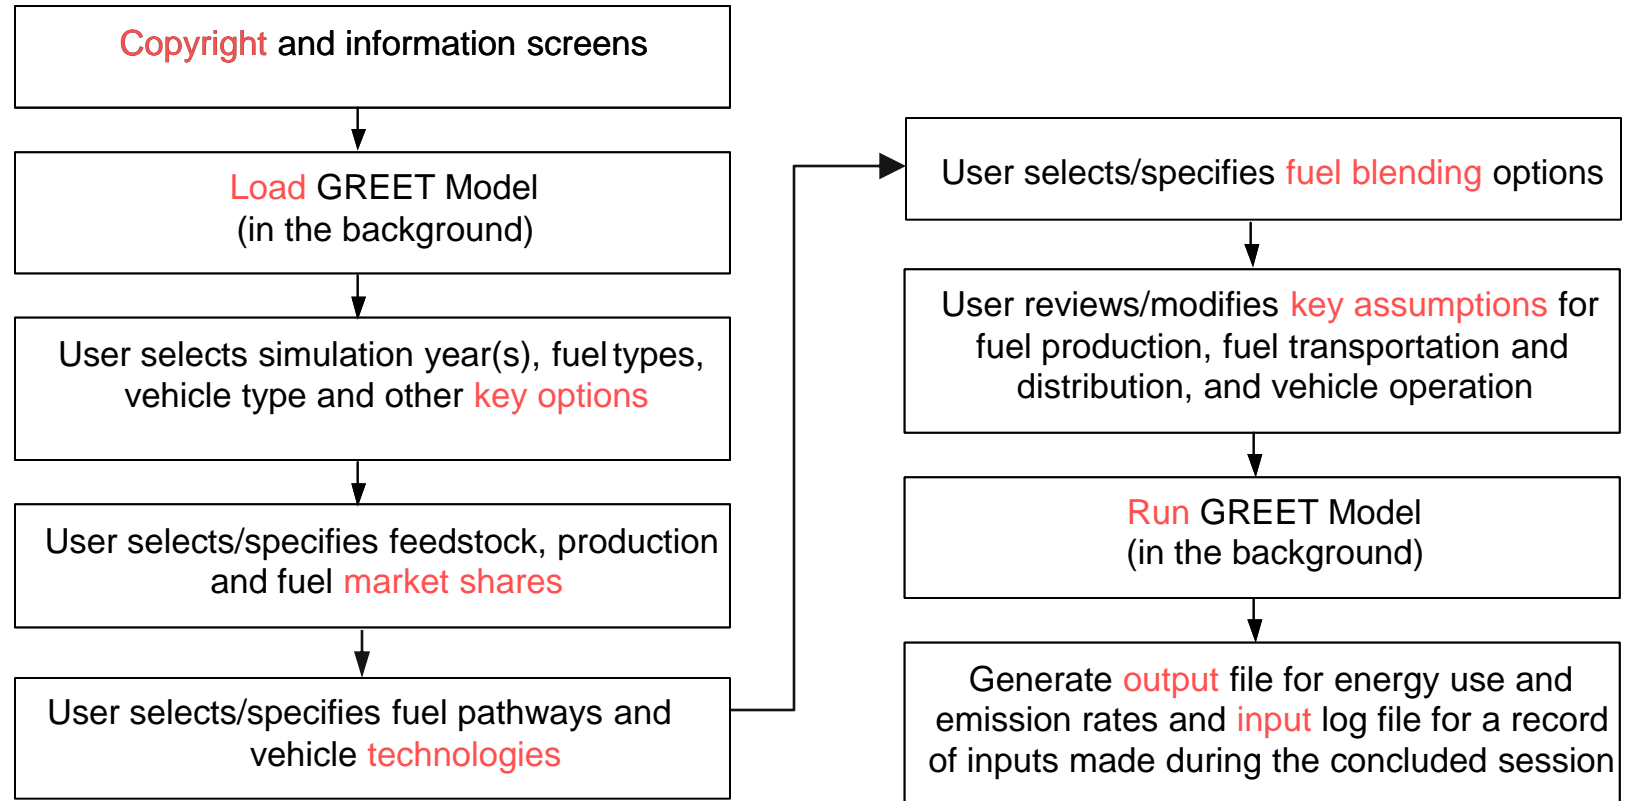 Copyright and information screens
Load GREET Model
(in the background)
User selects simulation year(s), fuel types,
vehicle type and other key options
User selects/specifies feedstock, production
and fuel market shares
User selects/specifies fuel pathways and
vehicle technologies
User selects/specifies fuel blending options
User reviews/modifies key assumptions for
fuel production, fuel transportation and
distribution, and vehicle operation
Run GREET Model
(in the background)
Generate output file for energy use and
emission rates and input log file for a record
of inputs made during the concluded session